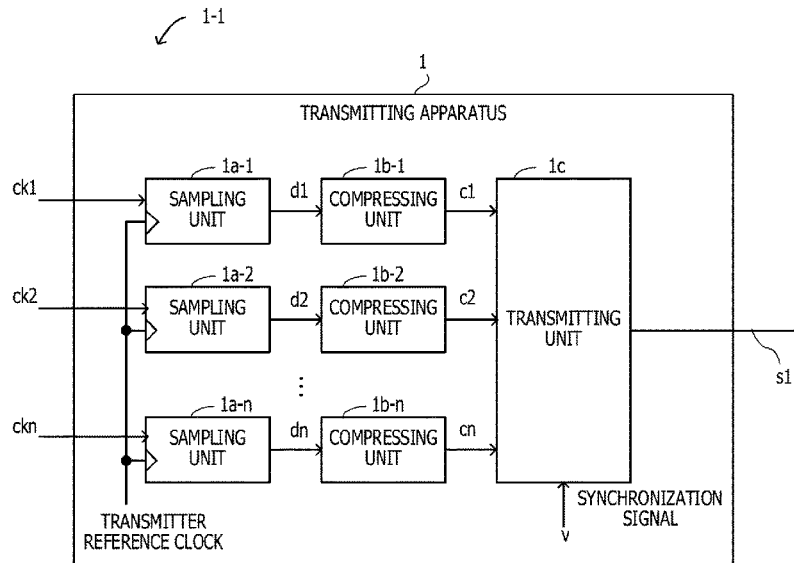 1-1
1
TRANSMITTING APPARATUS
1a-1
1b-1
1c
ck1
SAMPLING
UNIT
d1
COMPRESSING
UNIT
c1
1a-2
1b-2
ck2
SAMPLING
UNIT
d2
COMPRESSING
UNIT
c2
TRANSMITTING
UNIT
s1
...
1a-n
1b-n
ckn
SAMPLING
UNIT
dn
COMPRESSING
UNIT
cn
TRANSMITTER
REFERENCE CLOCK
SYNCHRONIZATION
SIGNAL
v